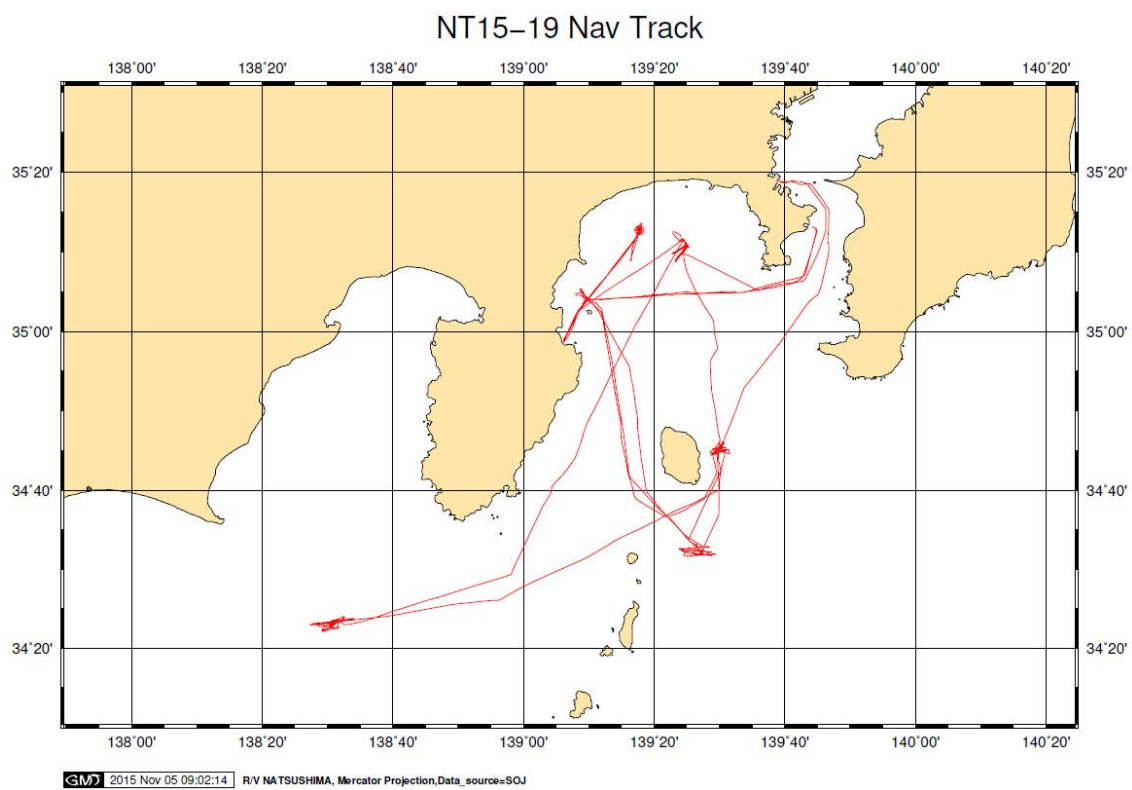 NT15−19 Nav Track
138˚00' 138˚20' 138˚40' 139˚00' 139˚20' 139˚40' 140˚00' 140˚20'
35˚20' 35˚20'
35˚00' 35˚00'
34˚40' 34˚40'
34˚20' 34˚20'
138˚00' 138˚20' 138˚40' 139˚00' 139˚20' 139˚40' 140˚00' 140˚20'
GMT 2015 Nov 05 09:02:14 R/V NATSUSHIMA, Mercator Projection,Data_source=SOJ